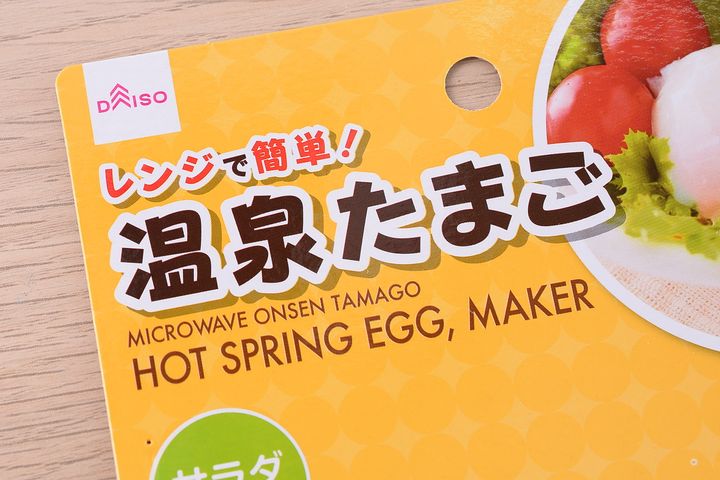 DAISO
レンジで簡単!
温泉たまご
MICROWAVE ONSEN TAMAGO
HOT SPRING EGG, MAKER
サラダ